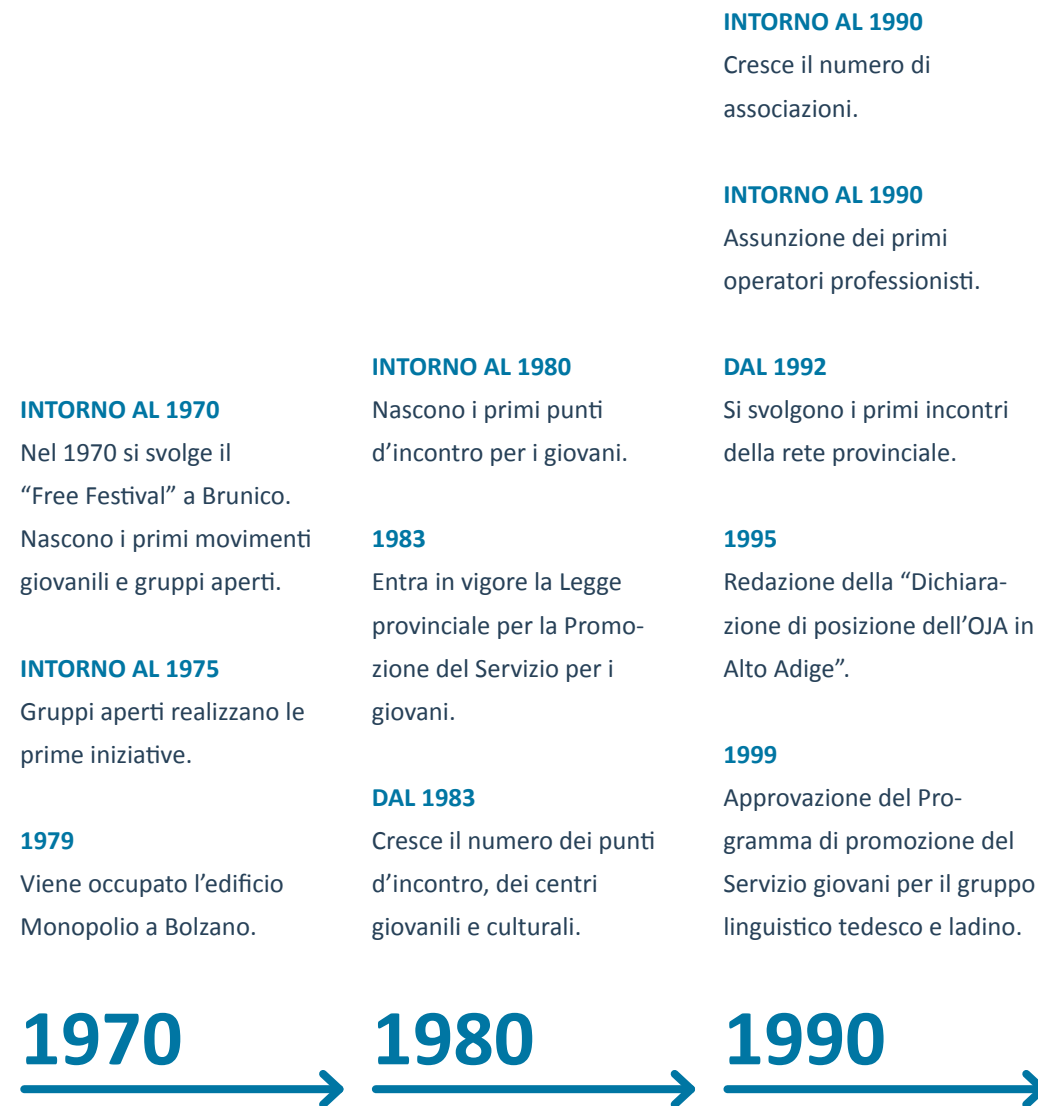 INTORNO AL 1970
Nel 1970 si svolge il
“Free Festival” a Brunico.
Nascono i primi movimenti
giovanili e gruppi aperti.
INTORNO AL 1975
Gruppi aperti realizzano le
prime iniziative.
1979
Viene occupato l’edificio
Monopolio a Bolzano.
1970
INTORNO AL 1980
Nascono i primi punti
d’incontro per i giovani.
1983
Entra in vigore la Legge
provinciale per la Promo-
zione del Servizio per i
giovani.
DAL 1983
Cresce il numero dei punti
d’incontro, dei centri
giovanili e culturali.
1980
INTORNO AL 1990
Cresce il numero di
associazioni.
INTORNO AL 1990
Assunzione dei primi
operatori professionisti.
DAL 1992
Si svolgono i primi incontri
della rete provinciale.
1995
Redazione della “Dichiara-
zione di posizione dell’OJA in
Alto Adige”.
1999
Approvazione del Pro-
gramma di promozione del
Servizio giovani per il gruppo
linguistico tedesco e ladino.
1990